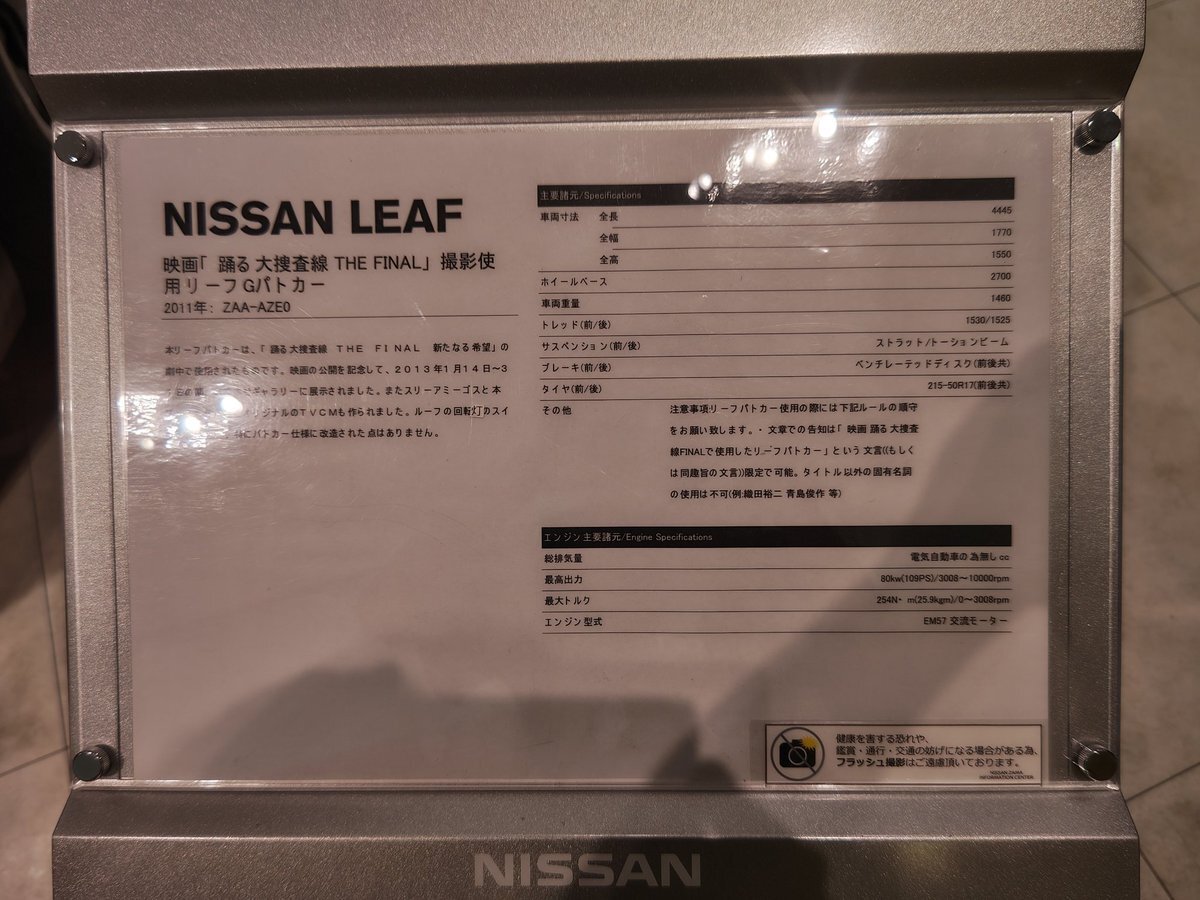 NISSAN LEAF
映画「 踊る 大捜査線 THE FINAL」 撮影使
用 リーフ Gパトカー
2011年: ZAA-AZE0
本リーフパトカーは、「 踊る 大捜査線 THE FINAL 新たなる 希望」の
劇中で使用されたものです。映画の公開を記念して、2013年1月14日〜3
ギャラリーに展示されました。またスリーアミーゴスと 本
ジナルのTVCMも作られました。ルーフの回転灯のスイ
特にパトカー仕様に改造された点はありません。
主要諸元/Specifications
車両寸法 全長 4445
全幅 1770
全高 1550
ホイールベース 2700
車両重量 1460
トレッド(前/後) 1530/1525
サスペンション(前/後) ストラット/トーションビーム
ブレーキ(前/後) ベンチレーテッドディスク(前後共)
タイヤ(前/後) 215-50R17(前後共)
その他 注意事項:リーフパトカー使用の際には下記ルールの順守
をお願い致します。・ 文章での告知は「 映画 踊る 大捜査
線FINALで使用したリーフパトカー」という 文言((もしく
は同趣旨の文言))限定で可能。タイトル以外の固有名詞
の使用は不可(例:織田裕二 青島俊作 等)
エンジン主要諸元/Engine Specifications
総排気量 電気自動車の為無し cc
最高出力 80kw(109PS)/3008〜10000rpm
最大トルク 254N・m(25.9kgm)/0〜3008rpm
エンジン型式 EM57 交流モーター
健康を害する恐れや、
鑑賞・通行・交通の妨げになる場合がある為、
フラッシュ撮影はご遠慮頂いております。
NISSAN ZAMA
INFORMATION CENTER
NISSAN